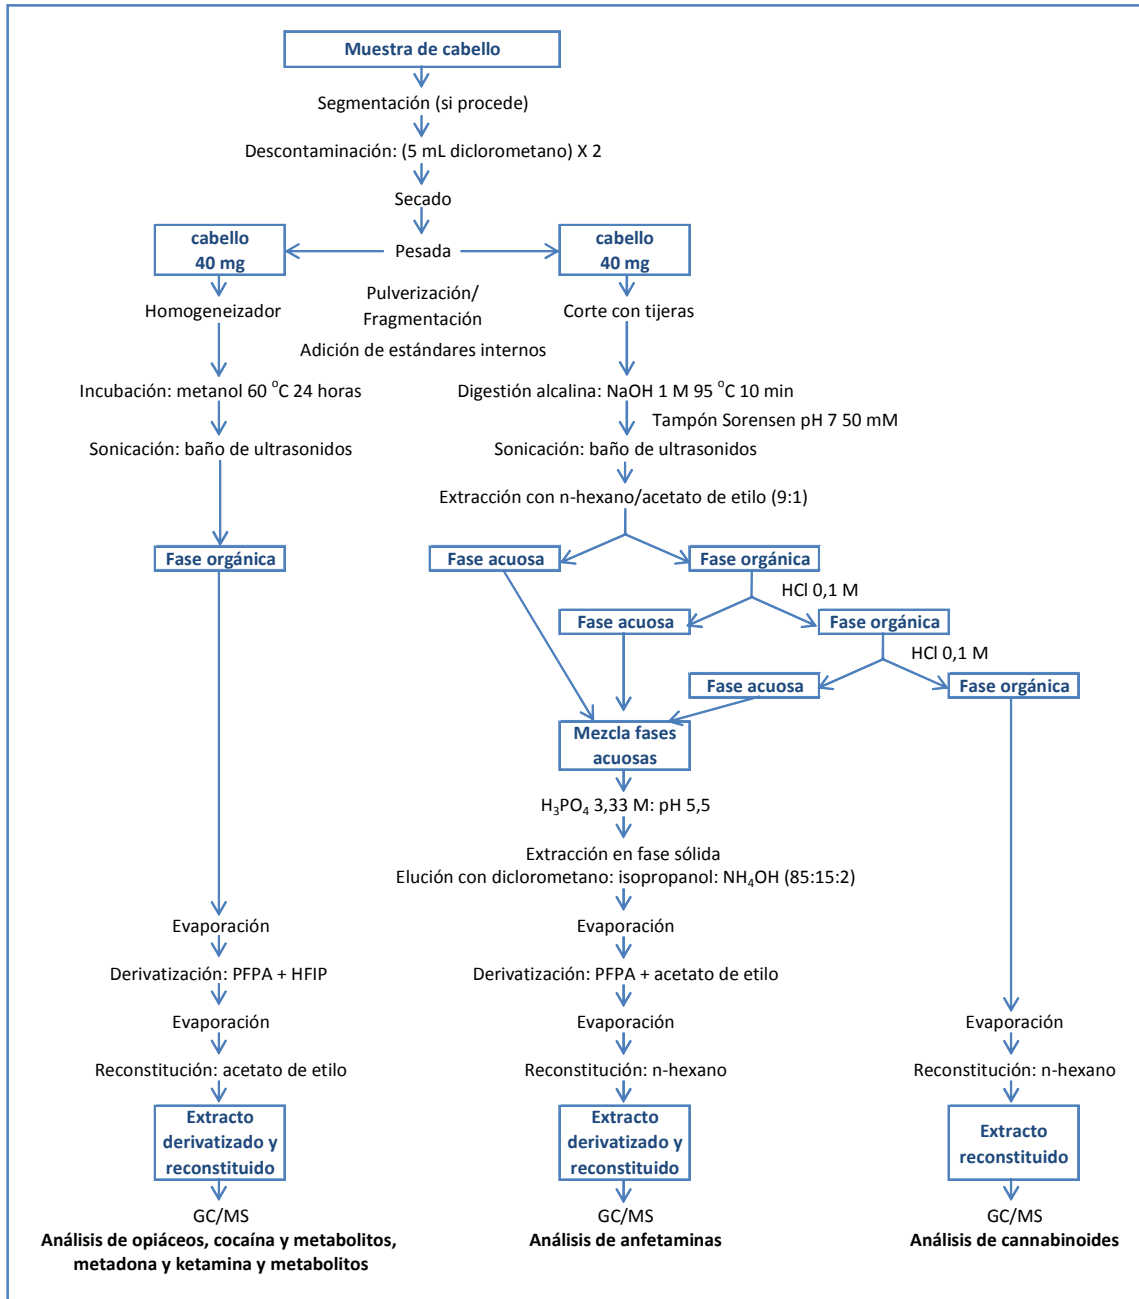 Muestra de cabello
Segmentación (si procede)
Descontaminación: (5 mL diclorometano) X 2
Secado
cabello
40 mg
Pesada
cabello
40 mg
Homogeneizador
Pulverización/
Fragmentación
Corte con tijeras
Adición de estándares internos
Incubación: metanol 60 °C 24 horas
Digestión alcalina: NaOH 1 M 95 °C 10 min
Tampón Sorensen pH 7 50 mM
Sonicación: baño de ultrasonidos
Sonicación: baño de ultrasonidos
Extracción con n-hexano/acetato de etilo (9:1)
Fase orgánica
Fase acuosa
Fase orgánica
HCl 0,1 M
Fase acuosa
Fase orgánica
HCl 0,1 M
Fase acuosa
Fase orgánica
Mezcla fases
acuosas
H₃PO₄ 3,33 M: pH 5,5
Extracción en fase sólida
Elución con diclorometano: isopropanol: NH₄OH (85:15:2)
Evaporación
Evaporación
Derivatización: PFPA + HFIP
Derivatización: PFPA + acetato de etilo
Evaporación
Evaporación
Evaporación
Reconstitución: acetato de etilo
Reconstitución: n-hexano
Reconstitución: n-hexano
Extracto
derivatizado y
reconstituido
Extracto
derivatizado y
reconstituido
Extracto
reconstituido
GC/MS
GC/MS
GC/MS
Análisis de opiáceos, cocaína y metabolitos,
metadona y ketamina y metabolitos
Análisis de anfetaminas
Análisis de cannabinoides